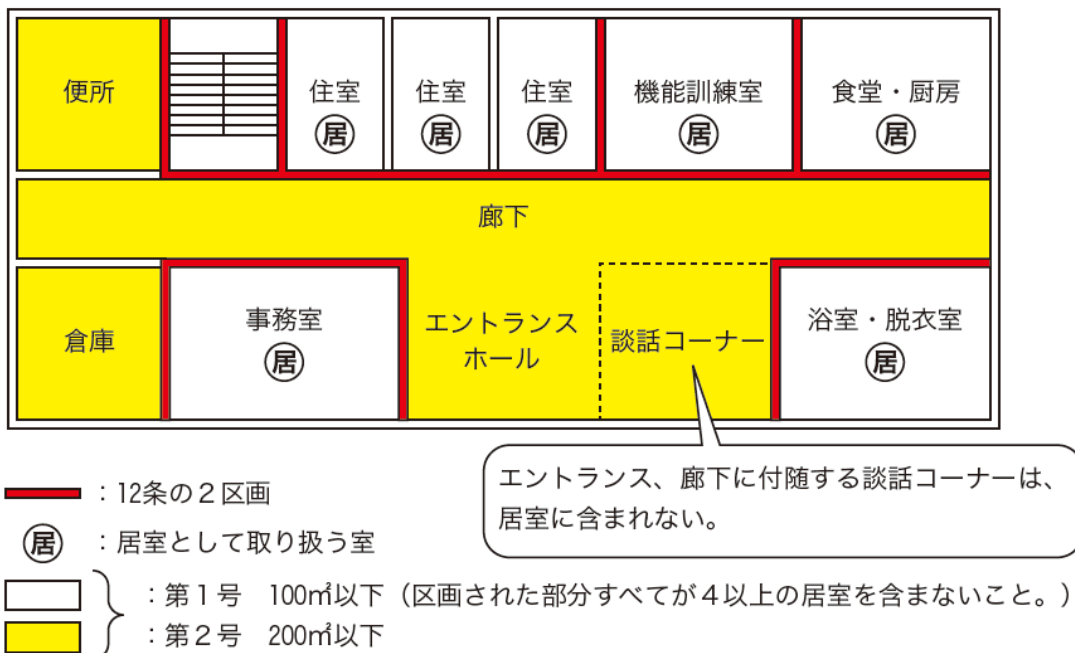 便所
住室
居
住室
居
住室
居
機能訓練室
居
食堂・厨房
居
廊下
倉庫
事務室
居
エントランス
ホール
談話コーナー
浴室・脱衣室
居
エントランス、廊下に付随する談話コーナーは、
居室に含まれない。
：12条の２区画
居 ：居室として取り扱う室
：第１号　100㎡以下（区画された部分すべてが４以上の居室を含まないこと。）
：第２号　200㎡以下